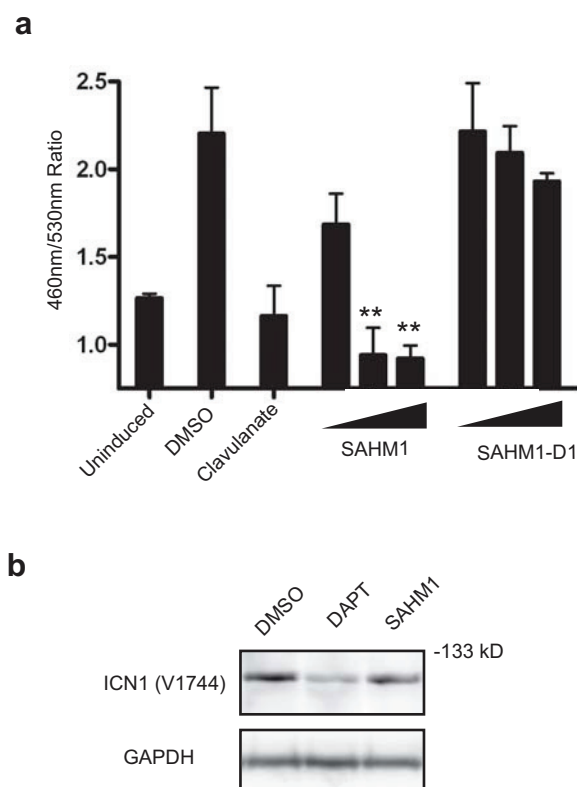 a
460nm/530nm Ratio
2.5
2.0
1.5
1.0
** **
Uninduced
DMSO
Clavulanate
SAHM1
SAHM1-D1
b
DMSO
DAPT
SAHM1
-133 kD
ICN1 (V1744)
GAPDH